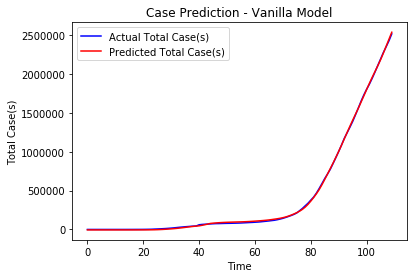 Case Prediction - Vanilla Model
Actual Total Case(s)
Predicted Total Case(s)
Total Case(s)
2500000
2000000
1500000
1000000
500000
0
0 20 40 60 80 100
Time